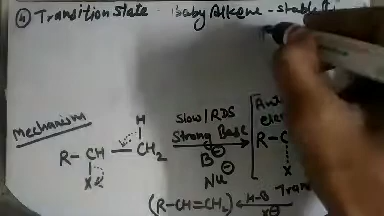 ④ Transition State - Baby Alkene - stable
Mechanism
H
R - CH — CH₂
X
Slow/RDS
Strong Base
B⊖
Nu⊖
R - C
X
(R-CH=CH₂) H-B
X⊖